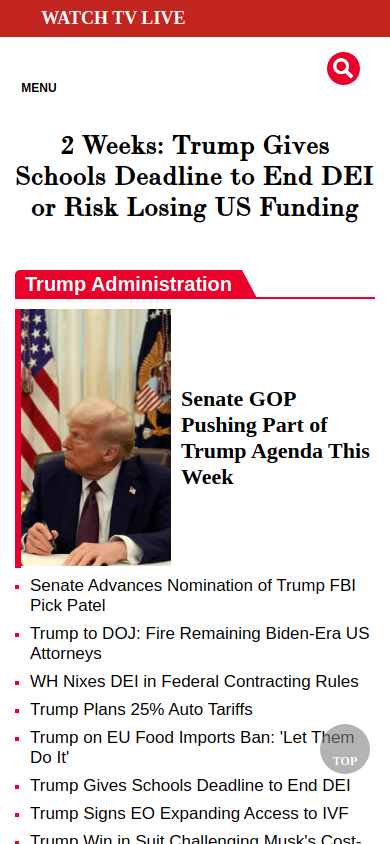 WATCH TV LIVE
MENU
2 Weeks: Trump Gives
Schools Deadline to End DEI
or Risk Losing US Funding
Trump Administration
Senate GOP
Pushing Part of
Trump Agenda This
Week
Senate Advances Nomination of Trump FBI
Pick Patel
Trump to DOJ: Fire Remaining Biden-Era US
Attorneys
WH Nixes DEI in Federal Contracting Rules
Trump Plans 25% Auto Tariffs
Trump on EU Food Imports Ban: 'Let Them
Do It'
TOP
Trump Gives Schools Deadline to End DEI
Trump Signs EO Expanding Access to IVF
Trump Win in Suit Challenging Musk's Cost-